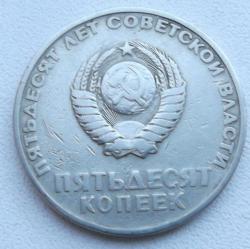 ПЯТЬДЕСЯТ ЛЕТ СОВЕТСКОЙ ВЛАСТИ
ПЯТЬДЕСЯТ
КОПЕЕК